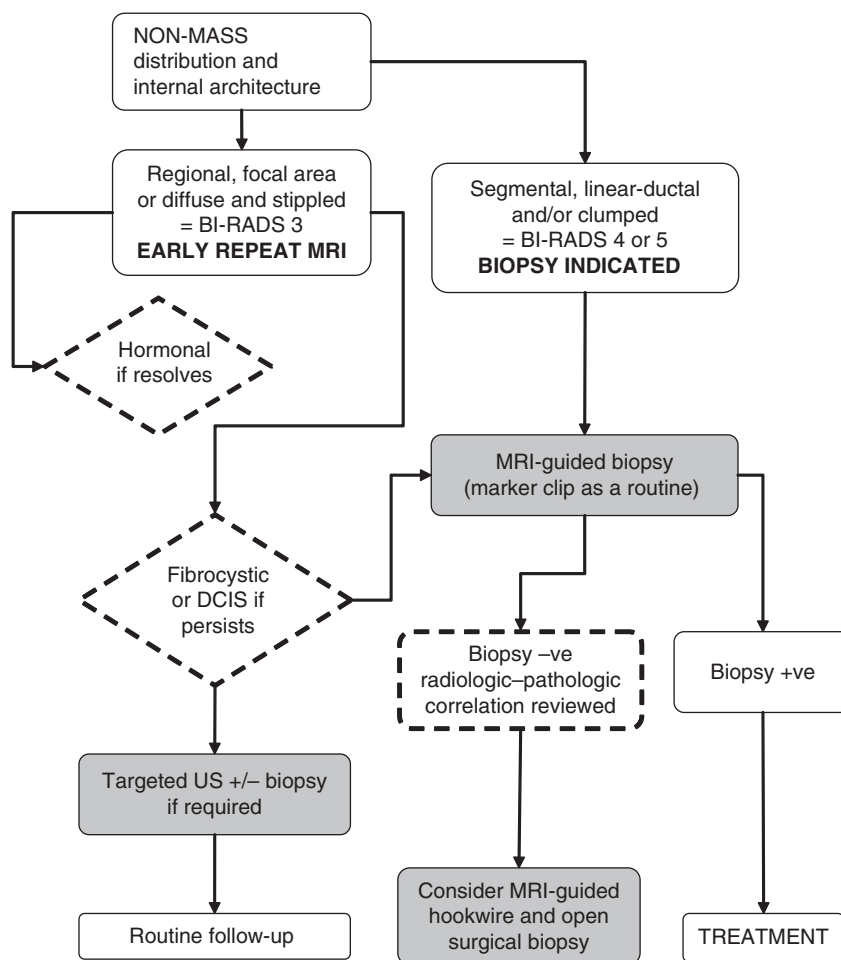 NON-MASS
distribution and
internal architecture
Regional, focal area
or diffuse and stippled
= BI-RADS 3
EARLY REPEAT MRI
Segmental, linear-ductal
and/or clumped
= BI-RADS 4 or 5
BIOPSY INDICATED
Hormonal
if resolves
MRI-guided biopsy
(marker clip as a routine)
Fibrocystic
or DCIS if
persists
Biopsy –ve
radiologic–pathologic
correlation reviewed
Biopsy +ve
Targeted US +/– biopsy
if required
Consider MRI-guided
hookwire and open
surgical biopsy
Routine follow-up
TREATMENT